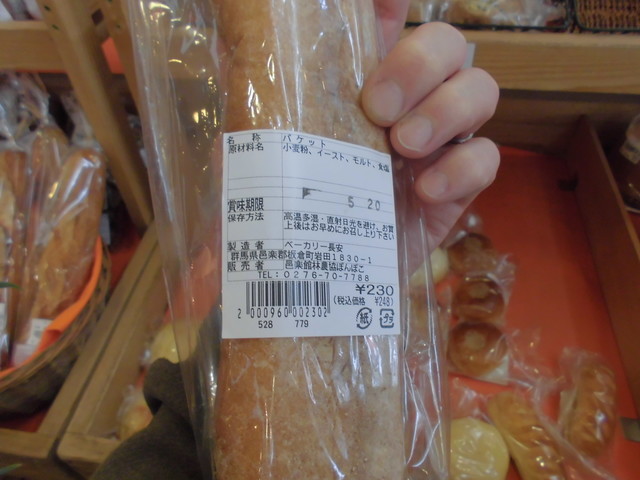 名　称　バケット
原材料名　小麦粉、イースト、モルト、食塩
賞味期限　5 20
保存方法　高温多湿・直射日光を避け、お買
上後はお早めにお召し上り下さい
製造者　ベーカリー長安
群馬県邑楽郡板倉町岩田1830-1
販売者　邑楽館林農協ぽんぽこ
TEL：0276-70-7788
¥230
(税込価格 ¥248)
2 000960 002302
紙　プラ
528　779